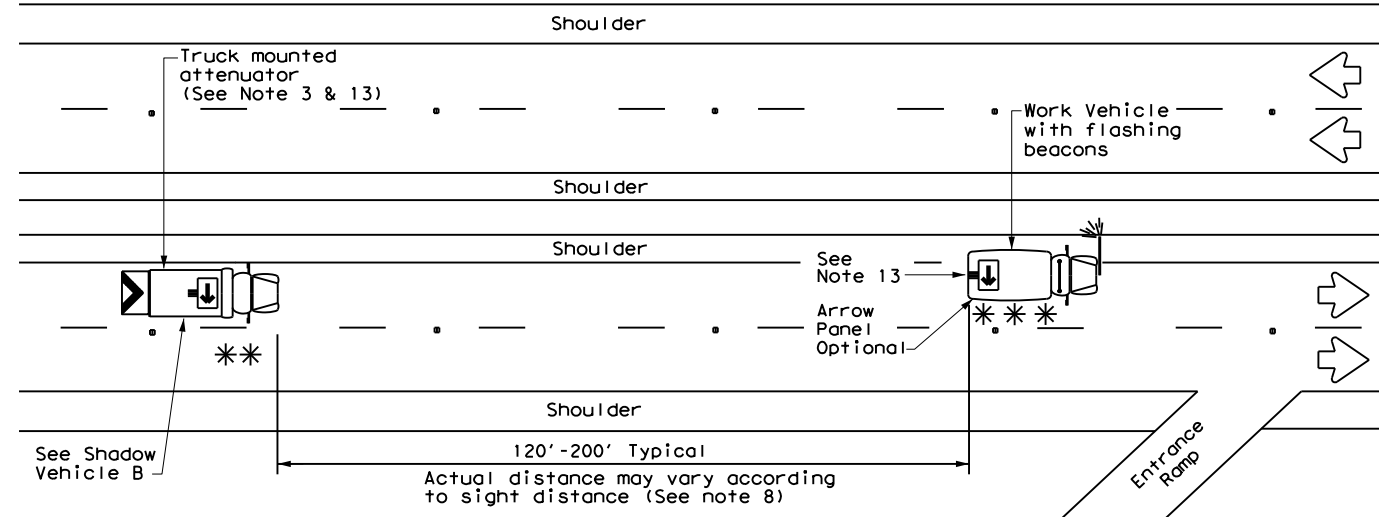 Shoulder
Truck mounted
attenuator
(See Note 3 & 13)
Work Vehicle
with flashing
beacons
Shoulder
Shoulder
See
Note 13
Arrow
Panel
Optional
Shoulder
See Shadow
Vehicle B
120'-200' Typical
Actual distance may vary according
to sight distance (See note 8)
Entrance
Ramp